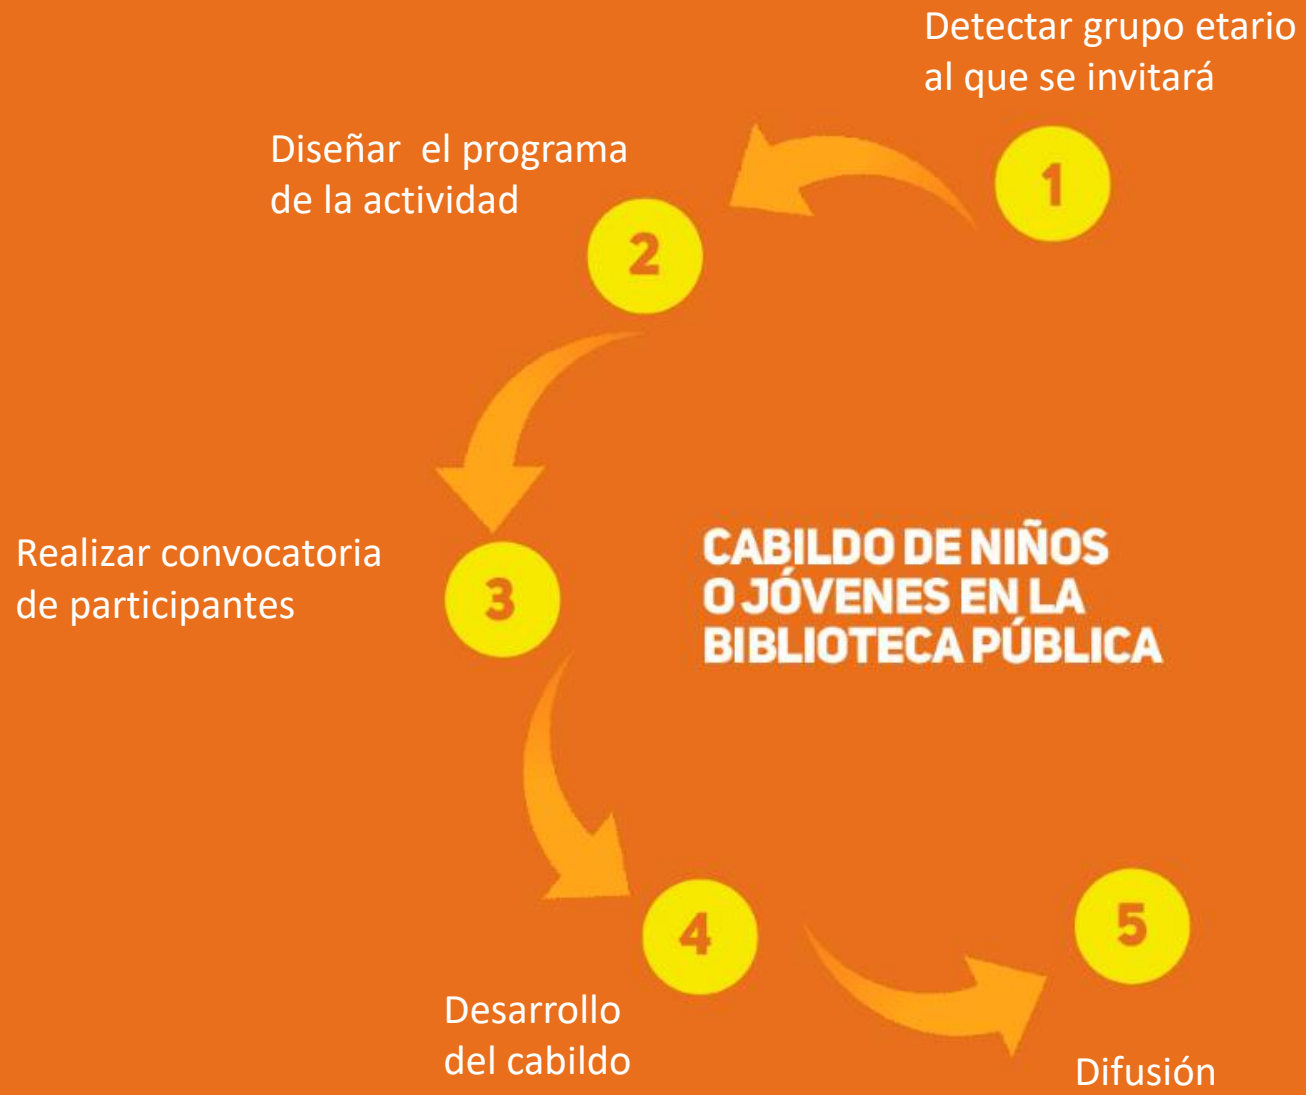 Detectar grupo etario
al que se invitará
1
Diseñar  el programa
de la actividad
2
Realizar convocatoria
de participantes
3
CABILDO DE NIÑOS
O JÓVENES EN LA
BIBLIOTECA PÚBLICA
4
Desarrollo
del cabildo
5
Difusión